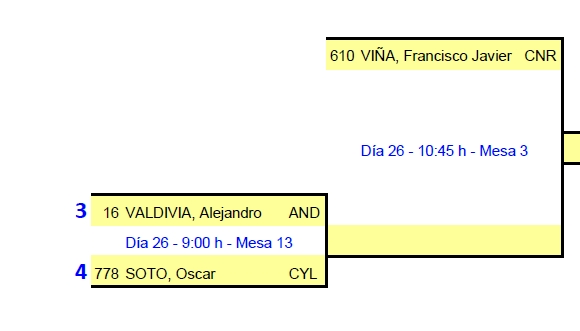 610 VIÑA, Francisco Javier CNR
Día 26 - 10:45 h - Mesa 3
3 16 VALDIVIA, Alejandro AND
Día 26 - 9:00 h - Mesa 13
4 778 SOTO, Oscar CYL